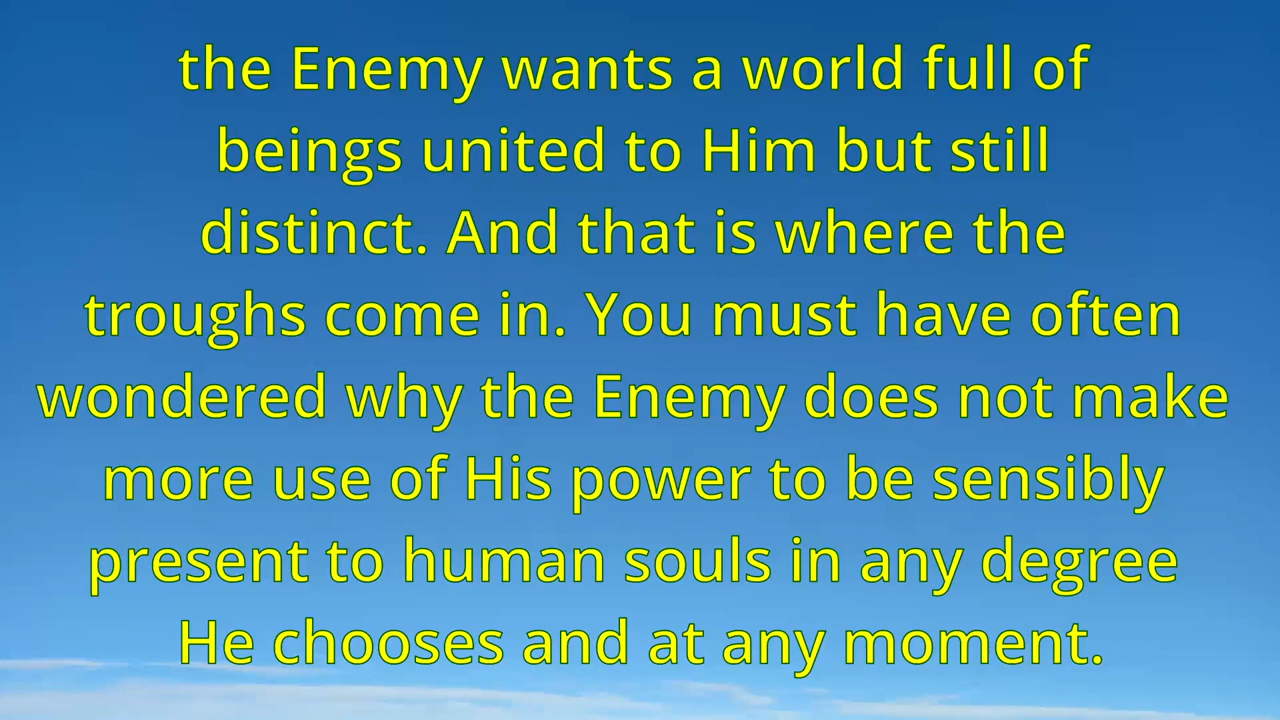 the Enemy wants a world full of
beings united to Him but still
distinct. And that is where the
troughs come in. You must have often
wondered why the Enemy does not make
more use of His power to be sensibly
present to human souls in any degree
He chooses and at any moment.